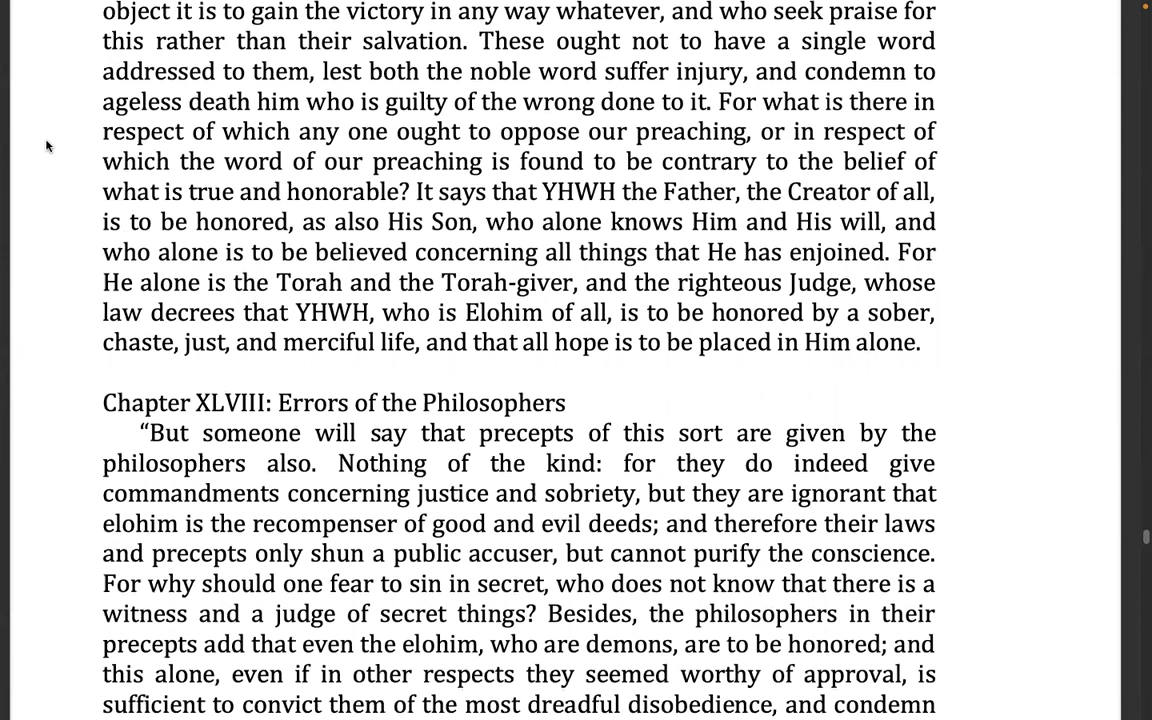 object it is to gain the victory in any way whatever, and who seek praise for
this rather than their salvation. These ought not to have a single word
addressed to them, lest both the noble word suffer injury, and condemn to
ageless death him who is guilty of the wrong done to it. For what is there in
respect of which any one ought to oppose our preaching, or in respect of
which the word of our preaching is found to be contrary to the belief of
what is true and honorable? It says that YHWH the Father, the Creator of all,
is to be honored, as also His Son, who alone knows Him and His will, and
who alone is to be believed concerning all things that He has enjoined. For
He alone is the Torah and the Torah-giver, and the righteous Judge, whose
law decrees that YHWH, who is Elohim of all, is to be honored by a sober,
chaste, just, and merciful life, and that all hope is to be placed in Him alone.
Chapter XLVIII: Errors of the Philosophers
“But someone will say that precepts of this sort are given by the
philosophers also. Nothing of the kind: for they do indeed give
commandments concerning justice and sobriety, but they are ignorant that
elohim is the recompenser of good and evil deeds; and therefore their laws
and precepts only shun a public accuser, but cannot purify the conscience.
For why should one fear to sin in secret, who does not know that there is a
witness and a judge of secret things? Besides, the philosophers in their
precepts add that even the elohim, who are demons, are to be honored; and
this alone, even if in other respects they seemed worthy of approval, is
sufficient to convict them of the most dreadful disobedience, and condemn